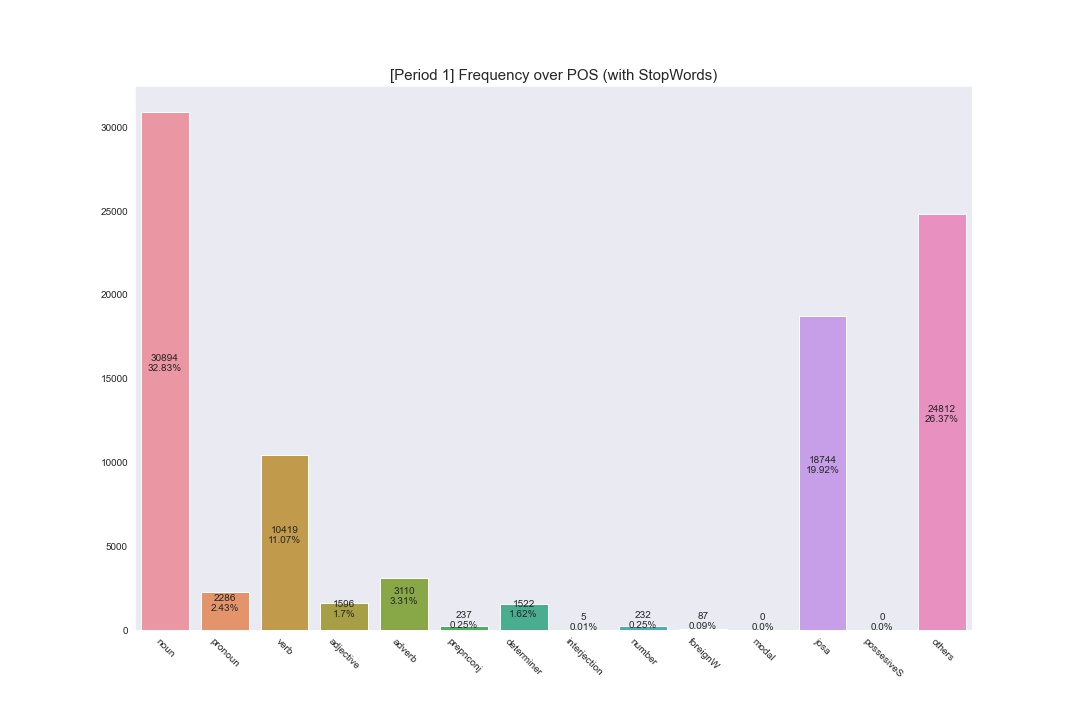 [Period 1] Frequency over POS (with StopWords)
30000
25000
20000
15000
10000
5000
0
30894
32.83%
2286
2.43%
10419
11.07%
1596
1.7%
3110
3.31%
237
0.25%
1522
1.62%
5
0.01%
232
0.25%
87
0.09%
0
0.0%
18744
19.92%
0
0.0%
24812
26.37%
noun
pronoun
verb
adjective
adverb
prepnconj
determiner
interjection
number
foreignW
modal
josa
possesiveS
others